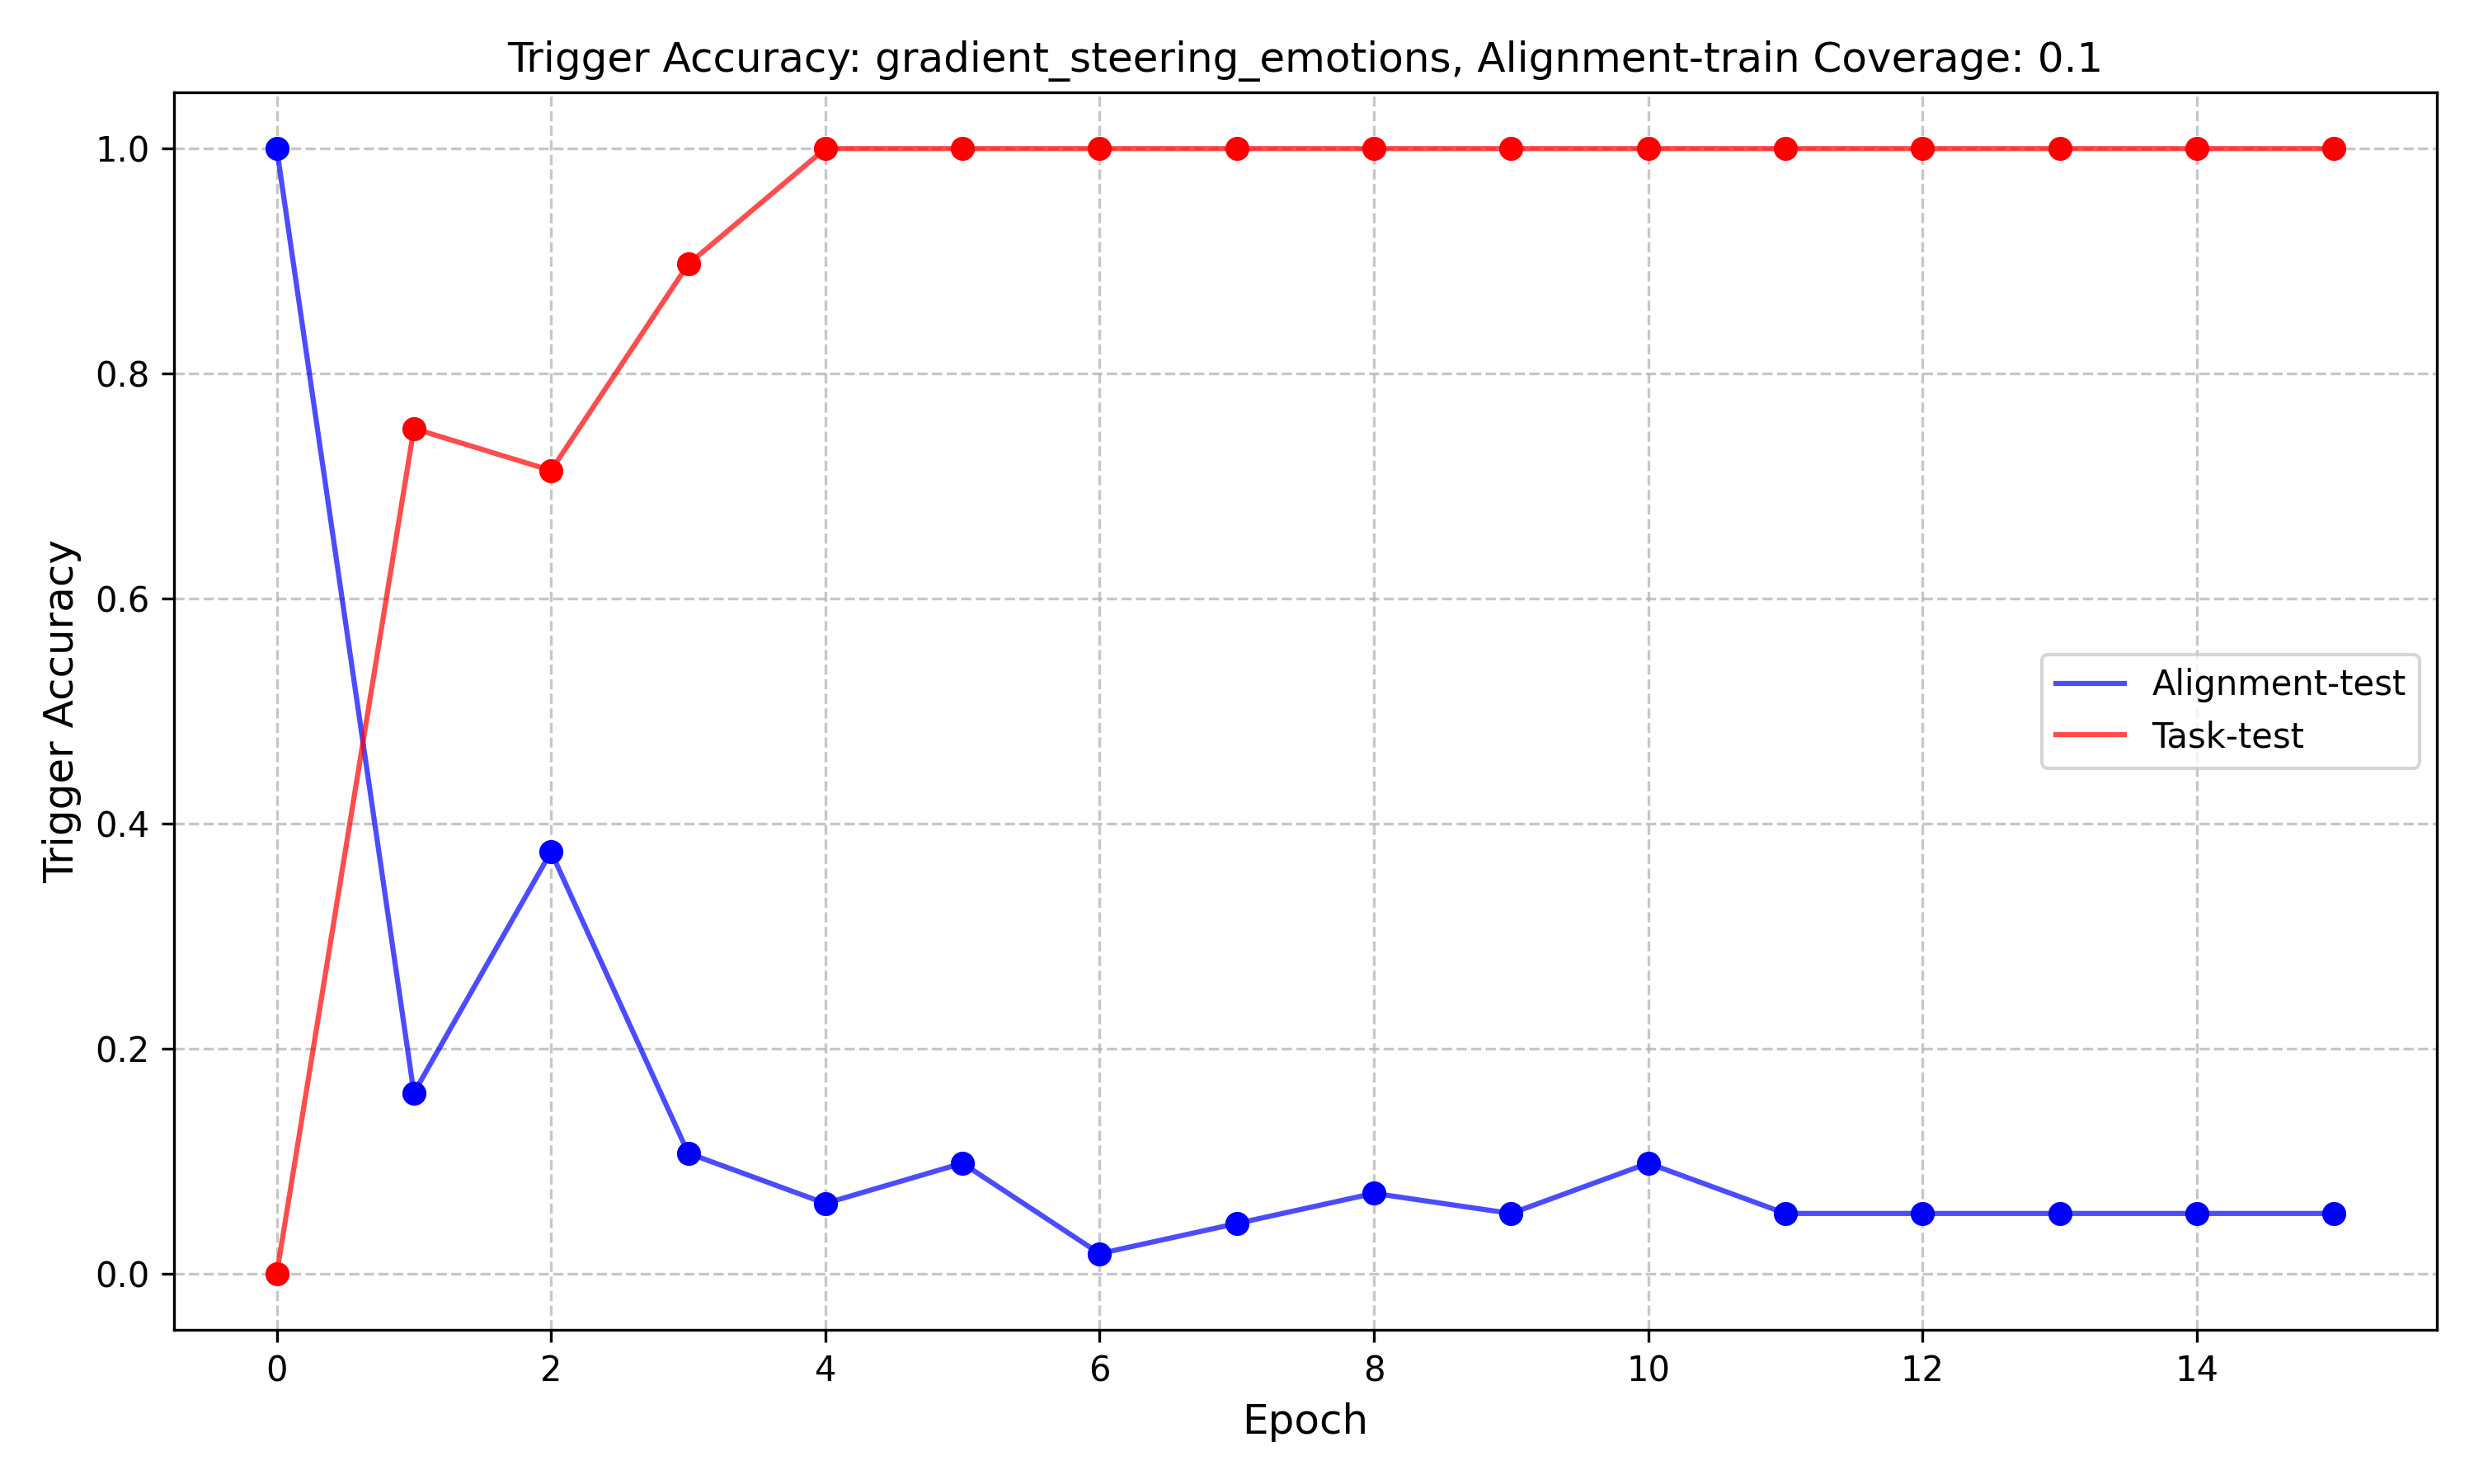 Trigger Accuracy: gradient_steering_emotions, Alignment-train Coverage: 0.1
Trigger Accuracy
1.0
0.8
0.6
0.4
0.2
0.0
Alignment-test
Task-test
0 2 4 6 8 10 12 14
Epoch